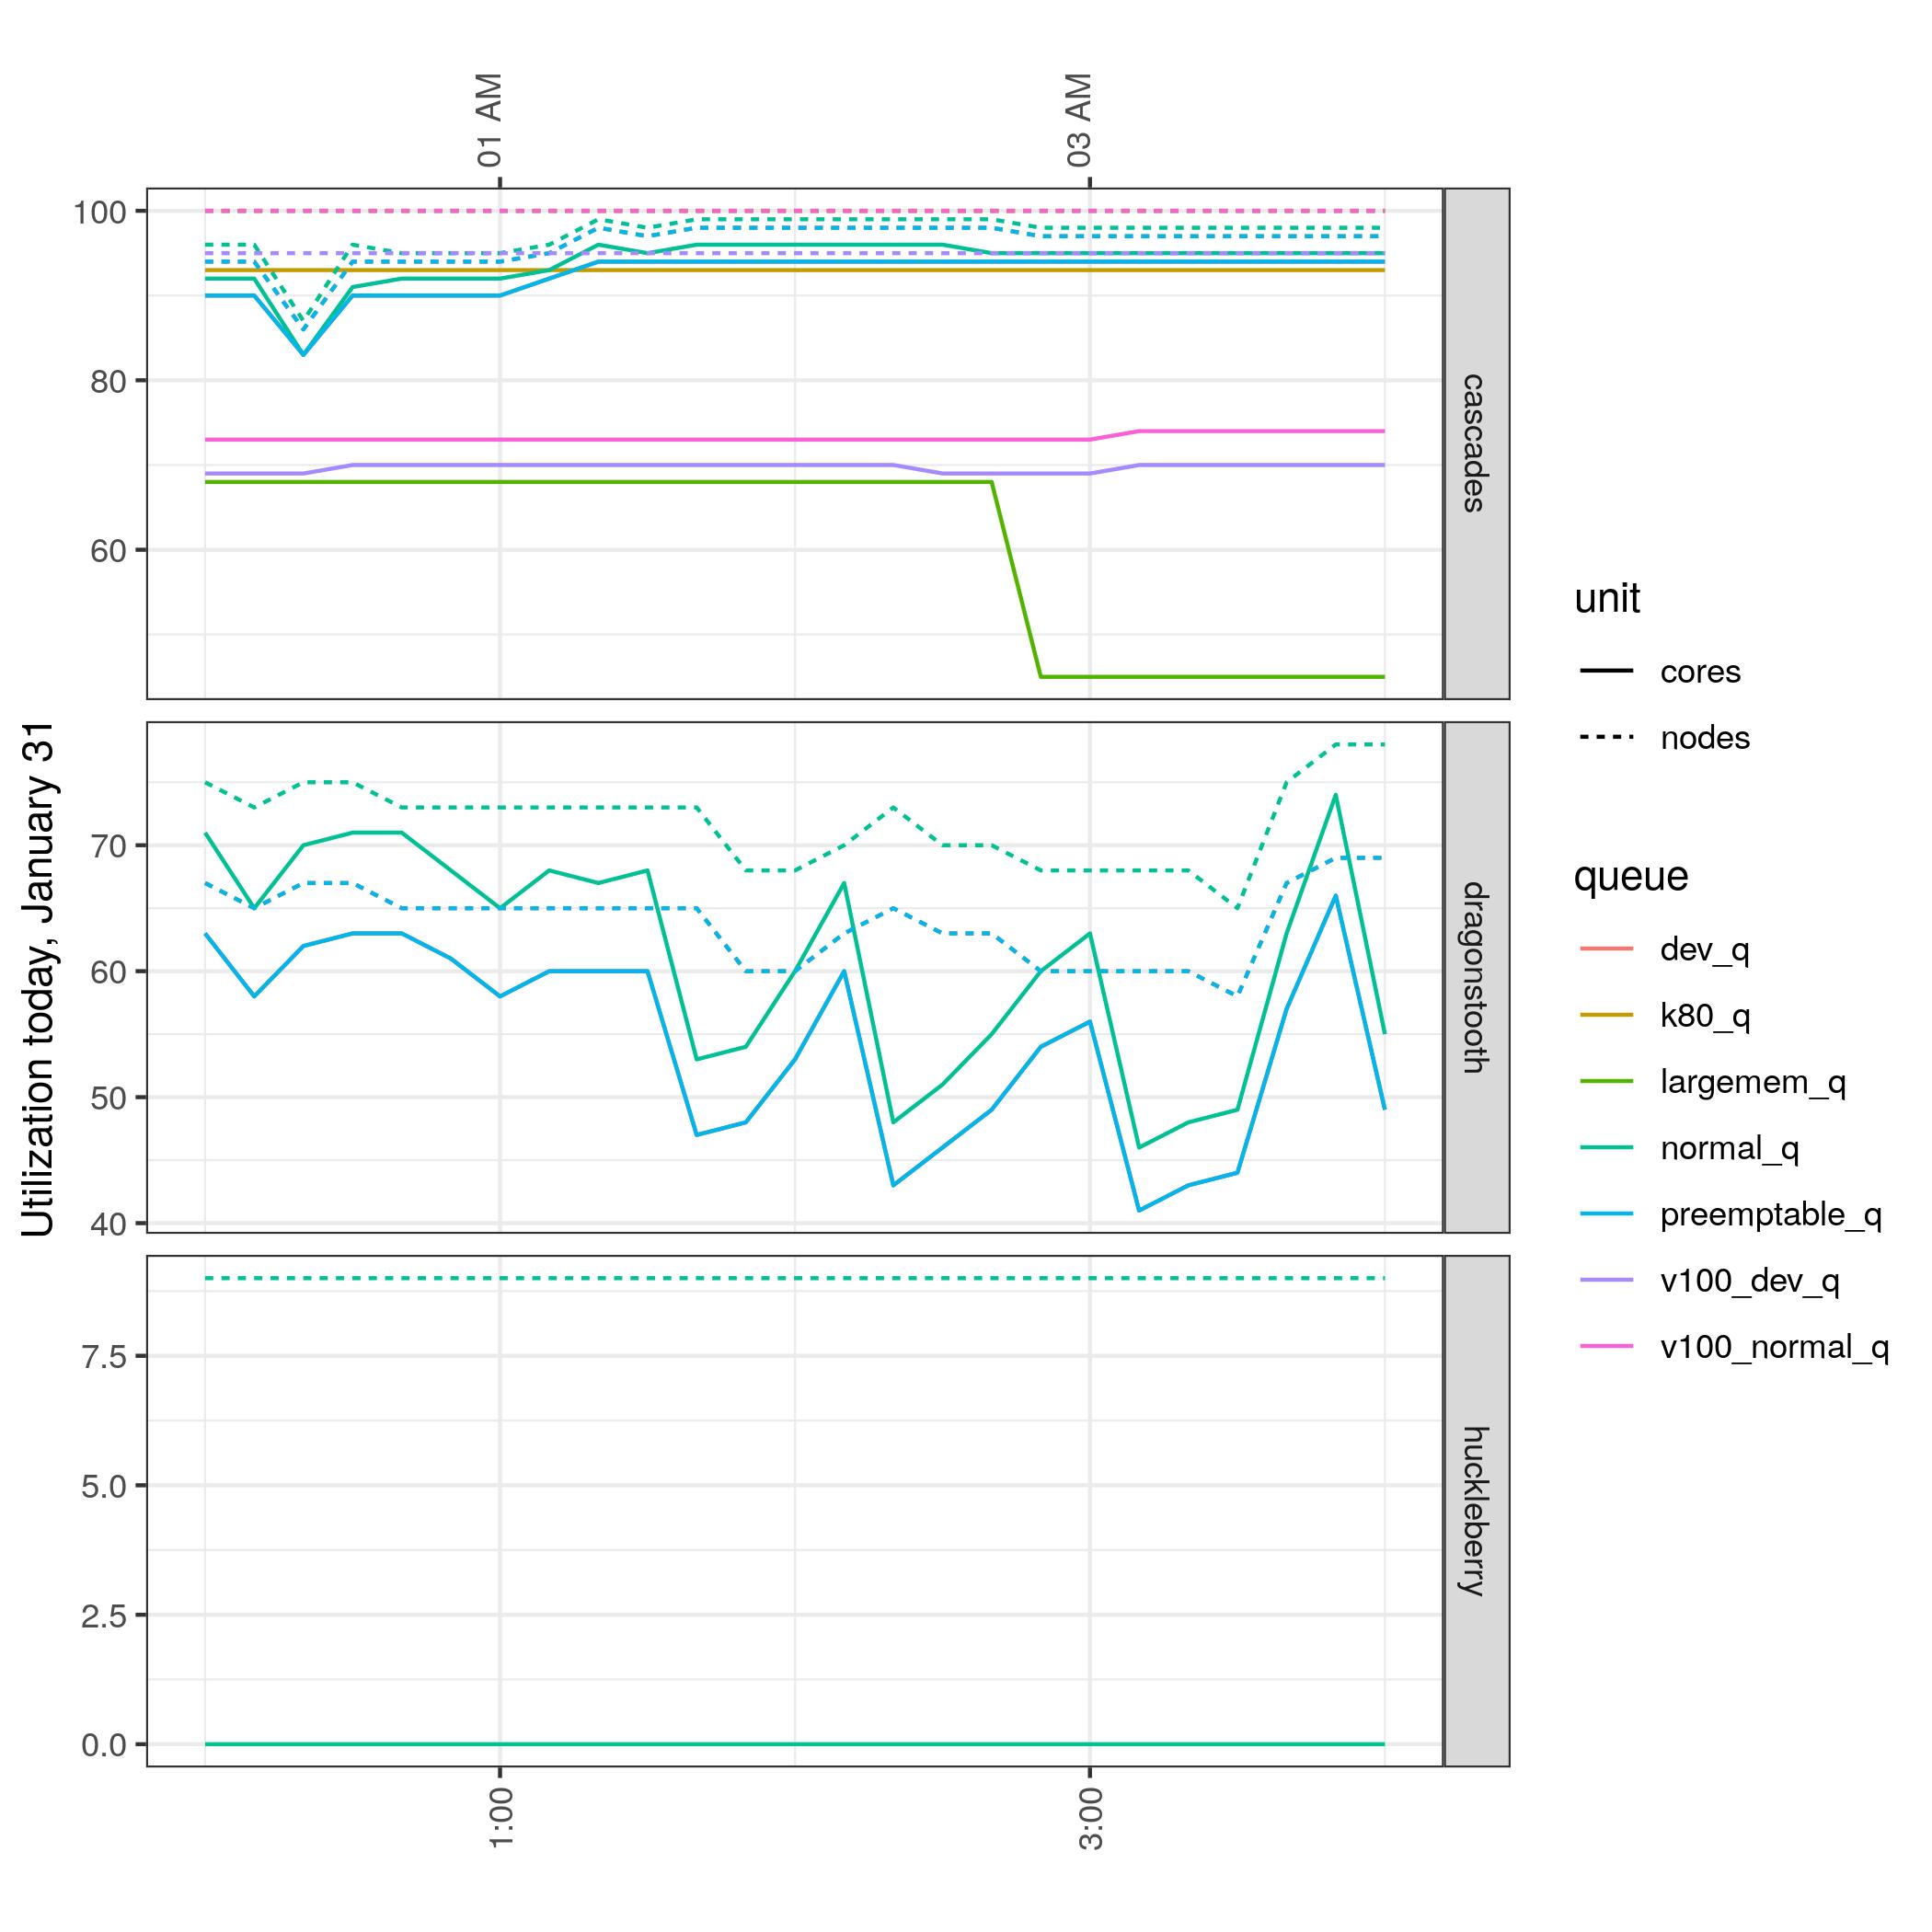 01 AM
03 AM
Utilization today, January 31
100
80
60
cascades
70
60
50
40
dragonstooth
7.5
5.0
2.5
0.0
huckleberry
1:00
3:00
unit
cores
nodes
queue
dev_q
k80_q
largemem_q
normal_q
preemptable_q
v100_dev_q
v100_normal_q